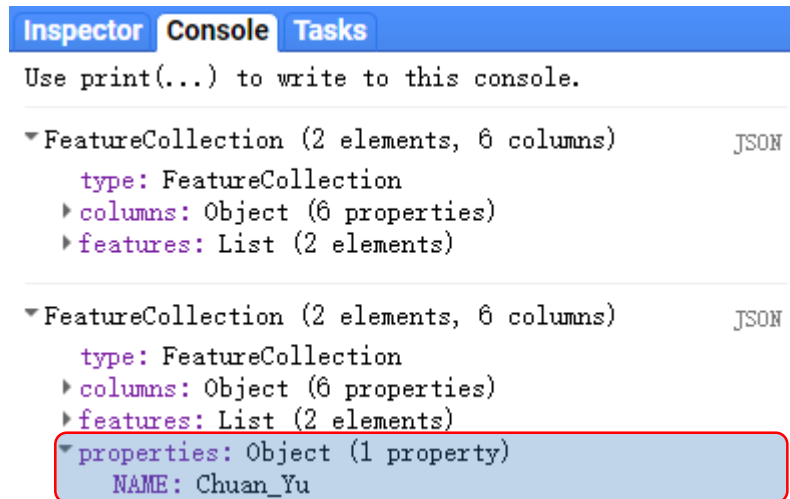 Inspector Console Tasks
Use print(...) to write to this console.
FeatureCollection (2 elements, 6 columns) JSON
type: FeatureCollection
columns: Object (6 properties)
features: List (2 elements)
FeatureCollection (2 elements, 6 columns) JSON
type: FeatureCollection
columns: Object (6 properties)
features: List (2 elements)
properties: Object (1 property)
NAME: Chuan_Yu